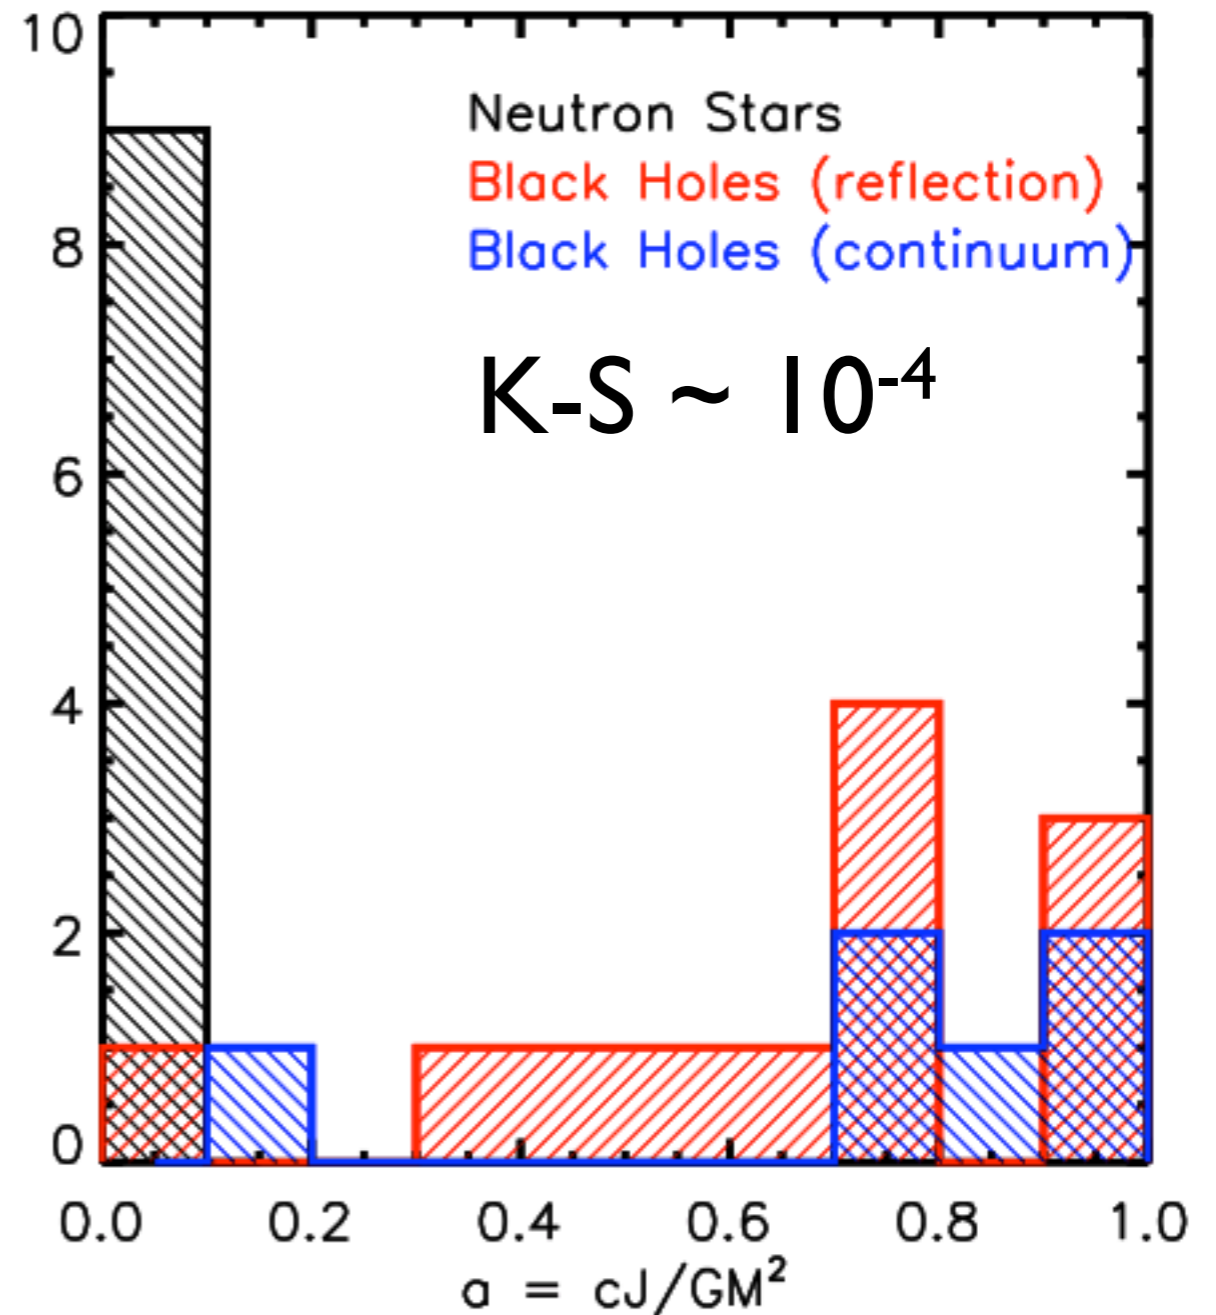 10
Neutron Stars
Black Holes (reflection)
Black Holes (continuum)
8
K-S ~ 10⁻⁴
6
4
2
0
0.0 0.2 0.4 0.6 0.8 1.0
a = cJ/GM²